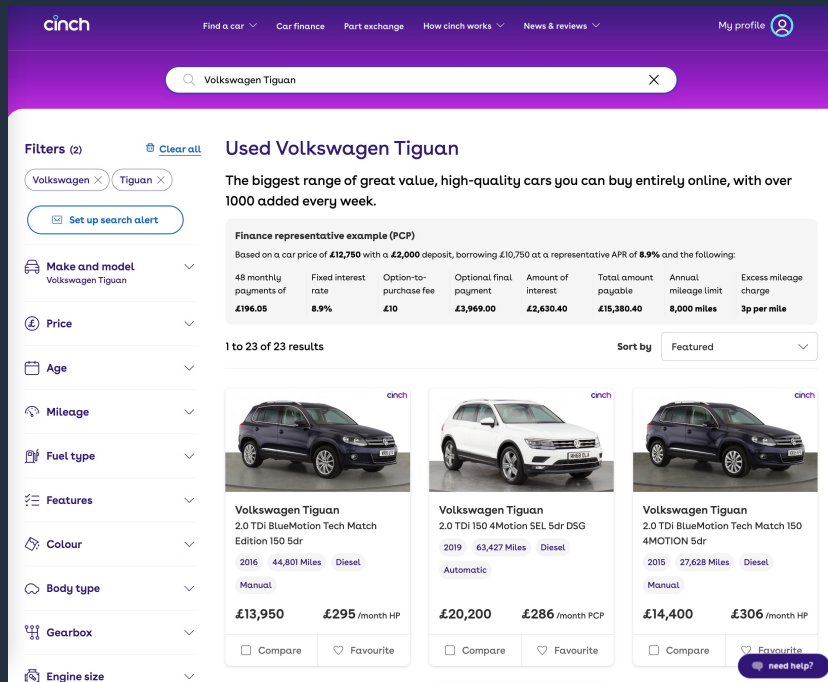 cinch
Find a car
Car finance
Part exchange
How cinch works
News & reviews
My profile
Volkswagen Tiguan
Filters (2)
Clear all
Volkswagen
Tiguan
Set up search alert
Make and model
Volkswagen Tiguan
Price
Age
Mileage
Fuel type
Features
Colour
Body type
Gearbox
Engine size
Used Volkswagen Tiguan
The biggest range of great value, high-quality cars you can buy entirely online, with over
1000 added every week.
Finance representative example (PCP)
Based on a car price of £12,750 with a £2,000 deposit, borrowing £10,750 at a representative APR of 8.9% and the following:
48 monthly
payments of
£196.05
Fixed interest
rate
8.9%
Option-to-
purchase fee
£10
Optional final
payment
£3,969.00
Amount of
interest
£2,630.40
Total amount
payable
£15,380.40
Annual
mileage limit
8,000 miles
Excess mileage
charge
3p per mile
1 to 23 of 23 results
Sort by
Featured
cinch
Volkswagen Tiguan
2.0 TDi BlueMotion Tech Match
Edition 150 5dr
2016
44,801 Miles
Diesel
Manual
£13,950
£295 /month HP
Compare
Favourite
cinch
Volkswagen Tiguan
2.0 TDi 150 4Motion SEL 5dr DSG
2019
63,427 Miles
Diesel
Automatic
£20,200
£286 /month PCP
Compare
Favourite
cinch
Volkswagen Tiguan
2.0 TDi BlueMotion Tech Match 150
4MOTION 5dr
2015
27,628 Miles
Diesel
Manual
£14,400
£306 /month HP
Compare
Favourite
need help?